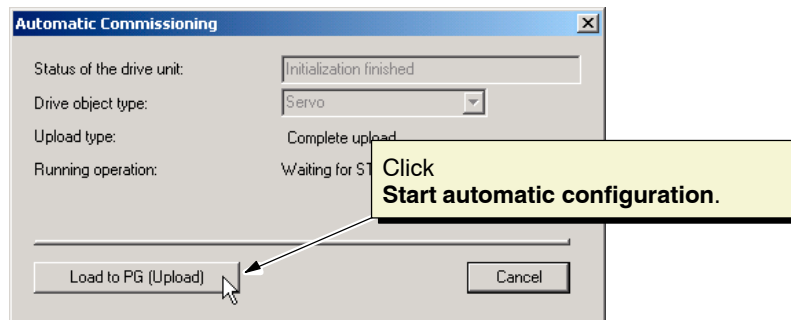 Automatic Commissioning
Status of the drive unit: Initialization finished
Drive object type: Servo
Upload type: Complete upload
Running operation: Waiting for
Click
Start automatic configuration.
Load to PG (Upload) Cancel